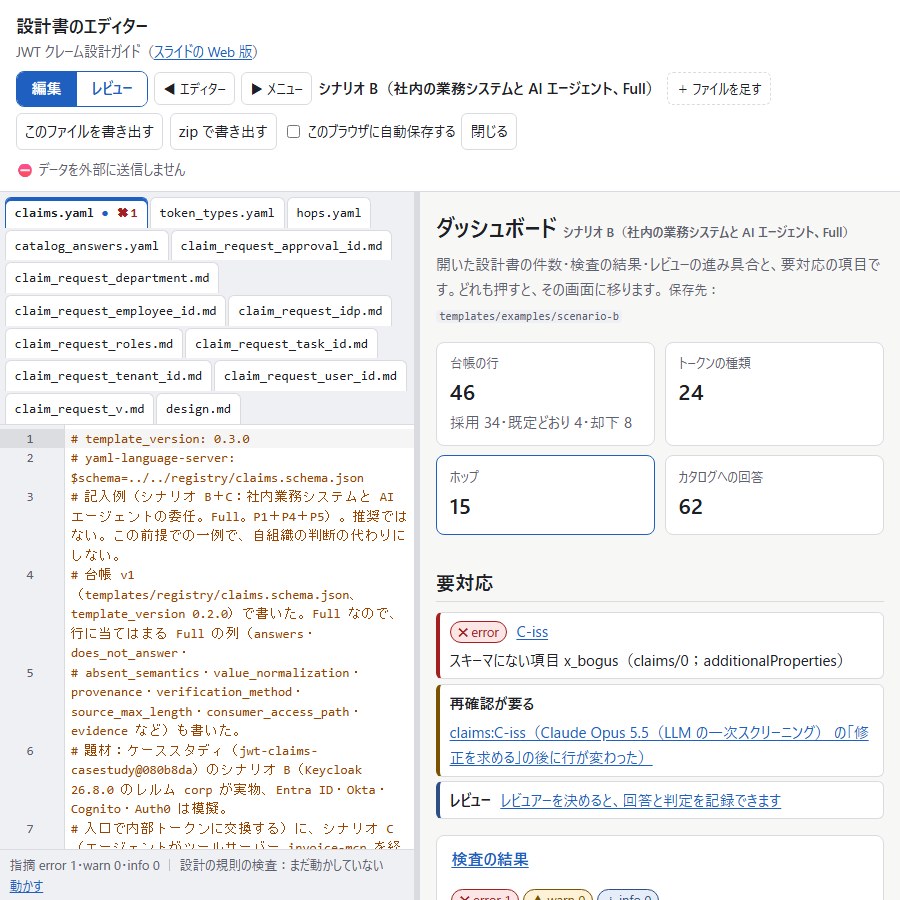 設計書のエディター
JWT クレーム設計ガイド（スライドの Web 版）
編集 レビュー ◀ エディター ▶ メニュー シナリオ B（社内の業務システムと AI エージェント、Full） + ファイルを足す
このファイルを書き出す zip で書き出す このブラウザに自動保存する 閉じる
⛔ データを外部に送信しません
claims.yaml ● ✖1 token_types.yaml hops.yaml
catalog_answers.yaml claim_request_approval_id.md
claim_request_department.md
claim_request_employee_id.md claim_request_idp.md
claim_request_roles.md claim_request_task_id.md
claim_request_tenant_id.md claim_request_user_id.md
claim_request_v.md design.md
1 # template_version: 0.3.0
2 # yaml-language-server:
$schema=../../registry/claims.schema.json
3 # 記入例（シナリオ B＋C：社内業務システムと AI
エージェントの委任。Full。P1＋P4＋P5）。推奨では
ない。この前提での一例で、自組織の判断の代わりに
しない。
4 # 台帳 v1
（templates/registry/claims.schema.json、
template_version 0.2.0）で書いた。Full なので、
行に当てはまる Full の列（answers・
does_not_answer・
5 # absent_semantics・value_normalization・
provenance・verification_method・
source_max_length・consumer_access_path・
evidence など）も書いた。
6 # 題材：ケーススタディ（jwt-claims-
casestudy@080b8da）のシナリオ B（Keycloak
26.8.0 のレルム corp が実物、Entra ID・Okta・
Cognito・Auth0 は模擬。
7 # 入口で内部トークンに交換する）に、シナリオ C
（エージェントがツールサーバー invoice-mcp を経
指摘 error 1・warn 0・info 0 | 設計の規則の検査：まだ動かしていない
動かす
ダッシュボード シナリオ B（社内の業務システムと AI エージェント、Full）
開いた設計書の件数・検査の結果・レビューの進み具合と、要対応の項目で
す。どれも押すと、その画面に移ります。 保存先：
templates/examples/scenario-b
台帳の行
46
採用 34・既定どおり 4・却下 8
トークンの種類
24
ホップ
15
カタログへの回答
62
要対応
✕ error C-iss
スキーマにない項目 x_bogus（claims/0；additionalProperties）
再確認が要る
claims:C-iss（Claude Opus 5.5（LLM の一次スクリーニング） の「修
正を求める」の後に行が変わった）
レビュー レビュアーを決めると、回答と判定を記録できます
検査の結果
✕ error 1 ▲ warn 0 i info 0